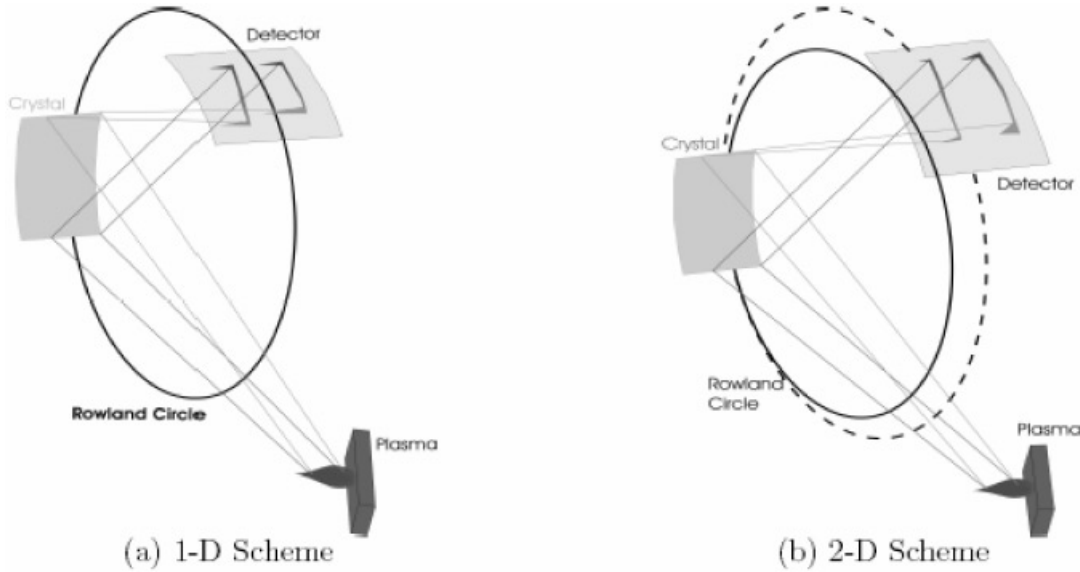 Detector
Crystal
Rowland Circle
Plasma
(a) 1-D Scheme
Crystal
Detector
Rowland
Circle
Plasma
(b) 2-D Scheme